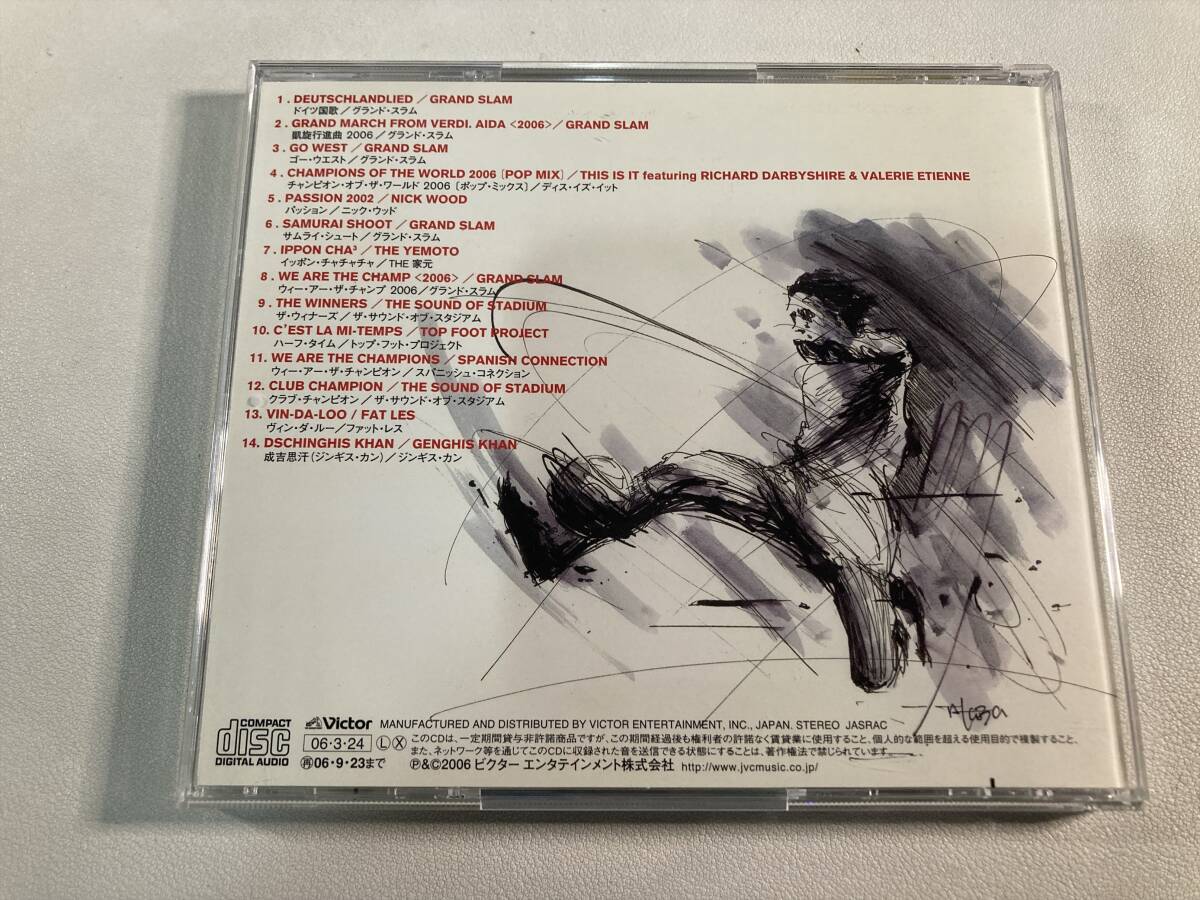 1 . DEUTSCHLANDLIED ／ GRAND SLAM
ドイツ国歌／グランド・スラム
2 . GRAND MARCH FROM VERDI. AIDA <2006>／ GRAND SLAM
凱旋行進曲 2006／グランド・スラム
3 . GO WEST ／ GRAND SLAM
ゴー・ウエスト／グランド・スラム
4 . CHAMPIONS OF THE WORLD 2006 [POP MIX]／ THIS IS IT featuring RICHARD DARBYSHIRE & VALERIE ETIENNE
チャンピオン・オブ・ザ・ワールド 2006〔ポップ・ミックス〕／ディス・イズ・イット
5 . PASSION 2002 ／ NICK WOOD
パッション／ニック・ウッド
6 . SAMURAI SHOOT ／ GRAND SLAM
サムライ・シュート／グランド・スラム
7 . IPPON CHA³ ／ THE YEMOTO
イッポン・チャチャチャ／THE 家元
8 . WE ARE THE CHAMP <2006> ／ GRAND SLAM
ウィー・アー・ザ・チャンプ 2006／グランド・スラム
9 . THE WINNERS ／ THE SOUND OF STADIUM
ザ・ウィナーズ／ザ・サウンド・オブ・スタジアム
10. C'EST LA MI-TEMPS ／ TOP FOOT PROJECT
ハーフ・タイム／トップ・フット・プロジェクト
11. WE ARE THE CHAMPIONS ／ SPANISH CONNECTION
ウィー・アー・ザ・チャンピオン／スパニッシュ・コネクション
12. CLUB CHAMPION ／ THE SOUND OF STADIUM
クラブ・チャンピオン／ザ・サウンド・オブ・スタジアム
13. VIN-DA-LOO / FAT LES
ヴィン・ダ・ルー／ファット・レス
14. DSCHINGHIS KHAN ／ GENGHIS KHAN
成吉思汗(ジンギス・カン)／ジンギス・カン
COMPACT disc DIGITAL AUDIO
Victor MANUFACTURED AND DISTRIBUTED BY VICTOR ENTERTAINMENT, INC., JAPAN. STEREO JASRAC
06・3・24 Ⓛ Ⓧ このCDは、一定期間貸与非許諾商品ですが、この期間経過後も権利者の許諾なく賃貸業に使用すること、個人的な範囲を超える使用目的で複製すること、
また、ネットワーク等を通じてこのCDに収録された音を送信できる状態にすることは、著作権法で禁じられています。
㊢06・9・23まで ℗&©2006 ビクター エンタテインメント株式会社 http://www.jvcmusic.co.jp/